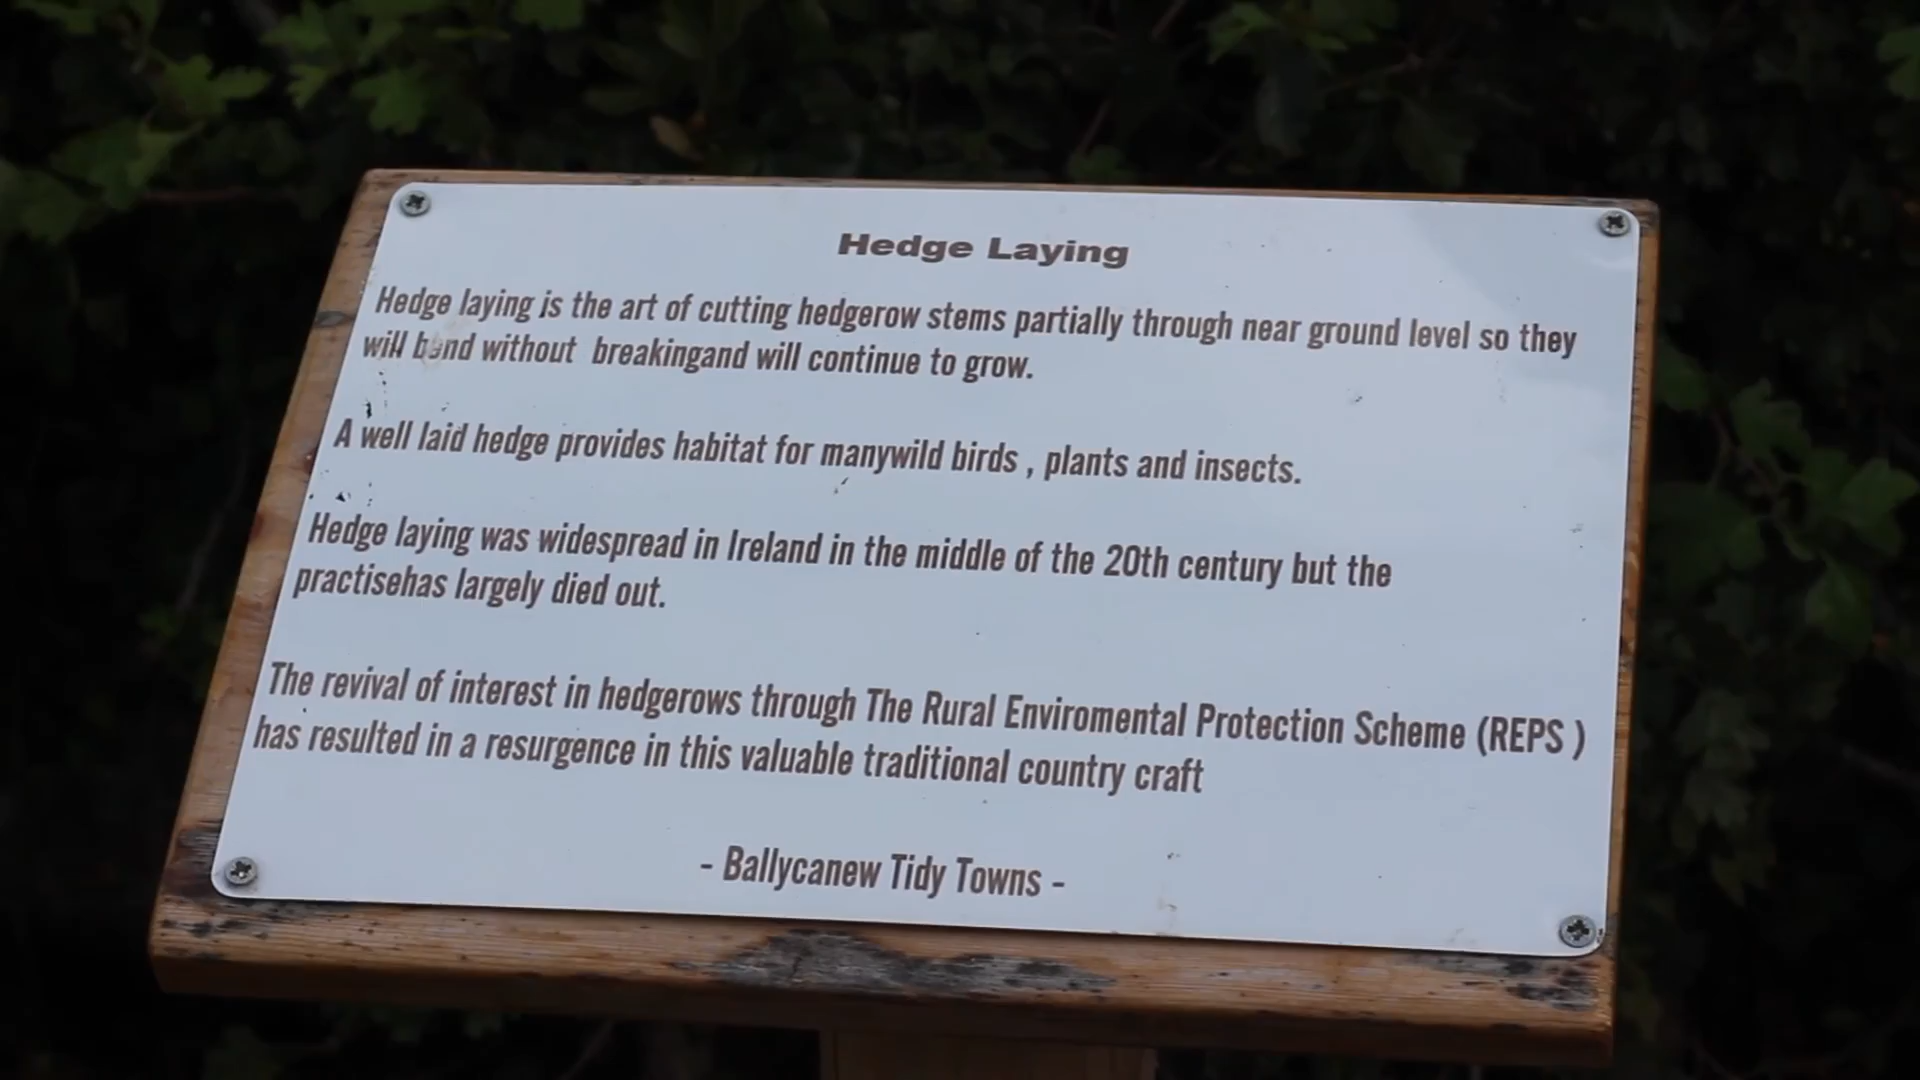 Hedge Laying
Hedge laying is the art of cutting hedgerow stems partially through near ground level so they
will bend without breakingand will continue to grow.
A well laid hedge provides habitat for manywild birds , plants and insects.
Hedge laying was widespread in Ireland in the middle of the 20th century but the
practisehas largely died out.
The revival of interest in hedgerows through The Rural Enviromental Protection Scheme (REPS )
has resulted in a resurgence in this valuable traditional country craft
- Ballycanew Tidy Towns -